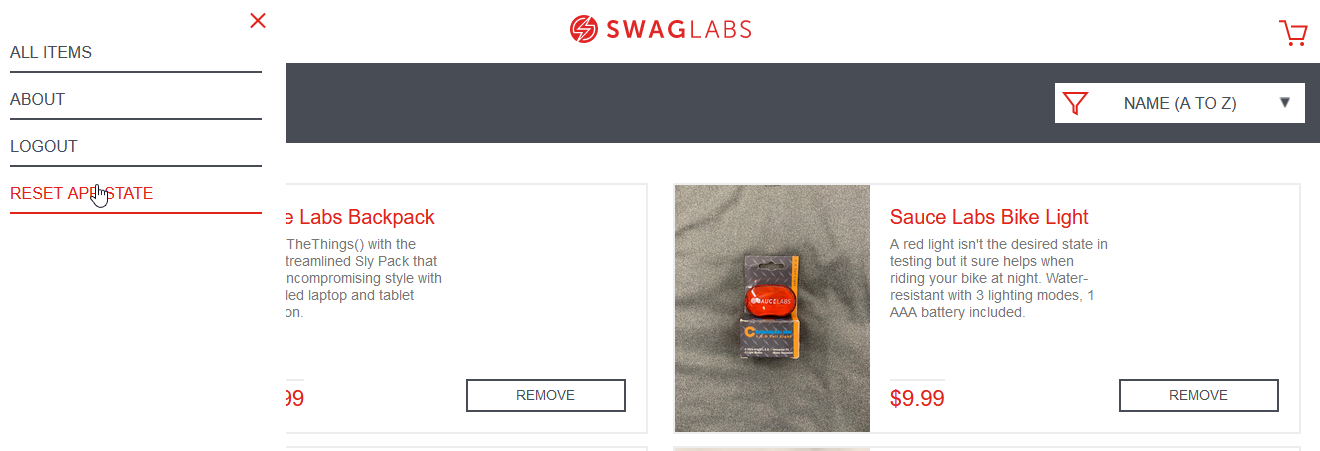 ALL ITEMS
ABOUT
LOGOUT
RESET APP STATE
SWAGLABS
NAME (A TO Z)
e Labs Backpack
TheThings() with the
treamlined Sly Pack that
ncompromising style with
led laptop and tablet
on.
99
REMOVE
SAUCELABS
Sauce Labs Bike Light
A red light isn't the desired state in
testing but it sure helps when
riding your bike at night. Water-
resistant with 3 lighting modes, 1
AAA battery included.
$9.99
REMOVE